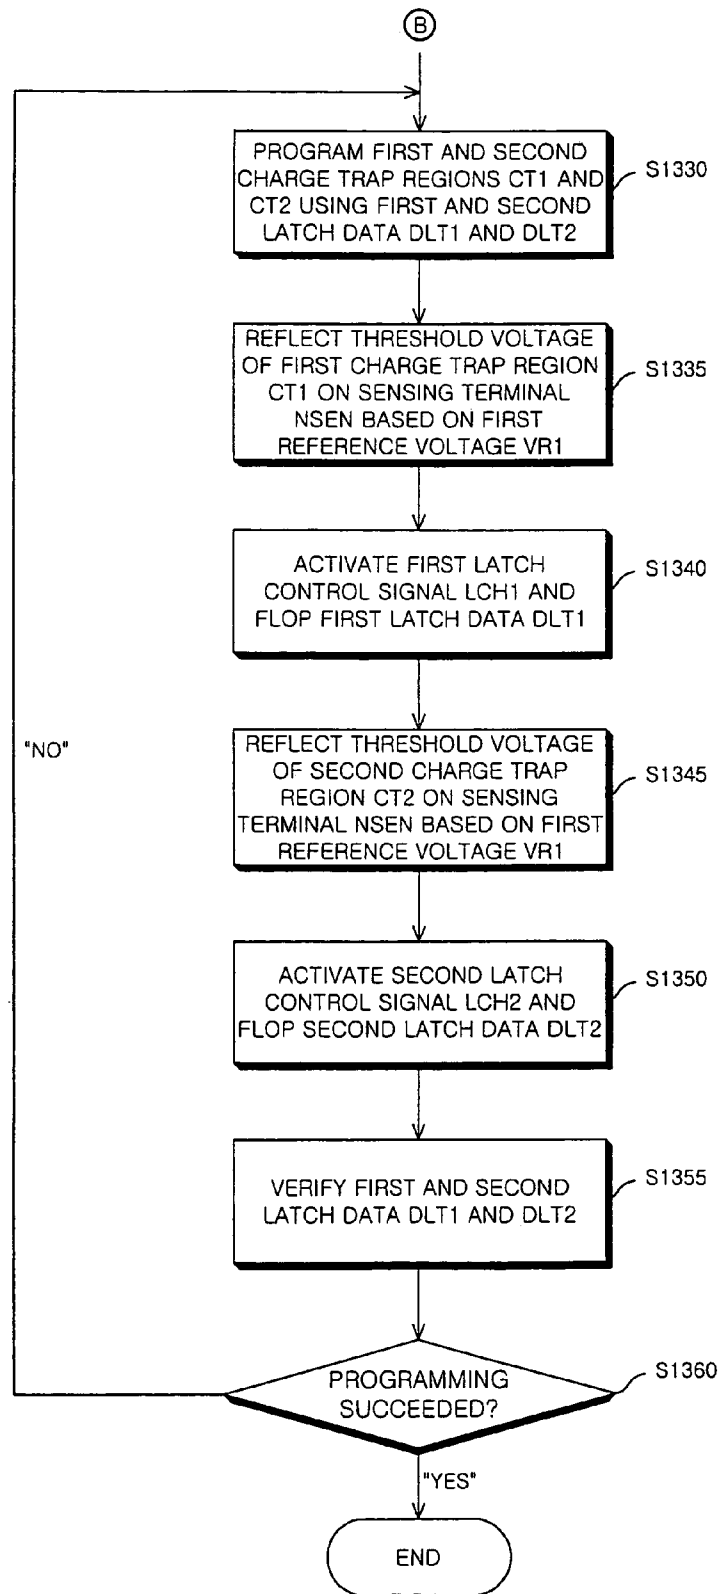 B
PROGRAM FIRST AND SECOND
CHARGE TRAP REGIONS CT1 AND
CT2 USING FIRST AND SECOND
LATCH DATA DLT1 AND DLT2
S1330
REFLECT THRESHOLD VOLTAGE
OF FIRST CHARGE TRAP REGION
CT1 ON SENSING TERMINAL
NSEN BASED ON FIRST
REFERENCE VOLTAGE VR1
S1335
ACTIVATE FIRST LATCH
CONTROL SIGNAL LCH1 AND
FLOP FIRST LATCH DATA DLT1
S1340
"NO"
REFLECT THRESHOLD VOLTAGE
OF SECOND CHARGE TRAP
REGION CT2 ON SENSING
TERMINAL NSEN BASED ON FIRST
REFERENCE VOLTAGE VR1
S1345
ACTIVATE SECOND LATCH
CONTROL SIGNAL LCH2 AND
FLOP SECOND LATCH DATA DLT2
S1350
VERIFY FIRST AND SECOND
LATCH DATA DLT1 AND DLT2
S1355
PROGRAMMING
SUCCEEDED?
S1360
"YES"
END